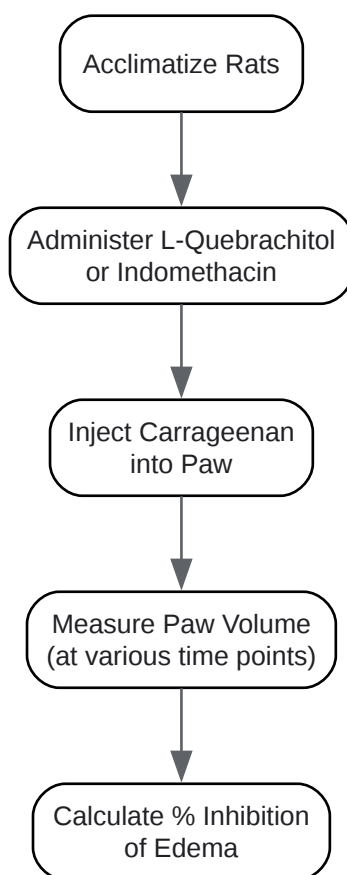 Acclimatize Rats
Administer L-Quebrachitol
or Indomethacin
Inject Carrageenan
into Paw
Measure Paw Volume
(at various time points)
Calculate % Inhibition
of Edema